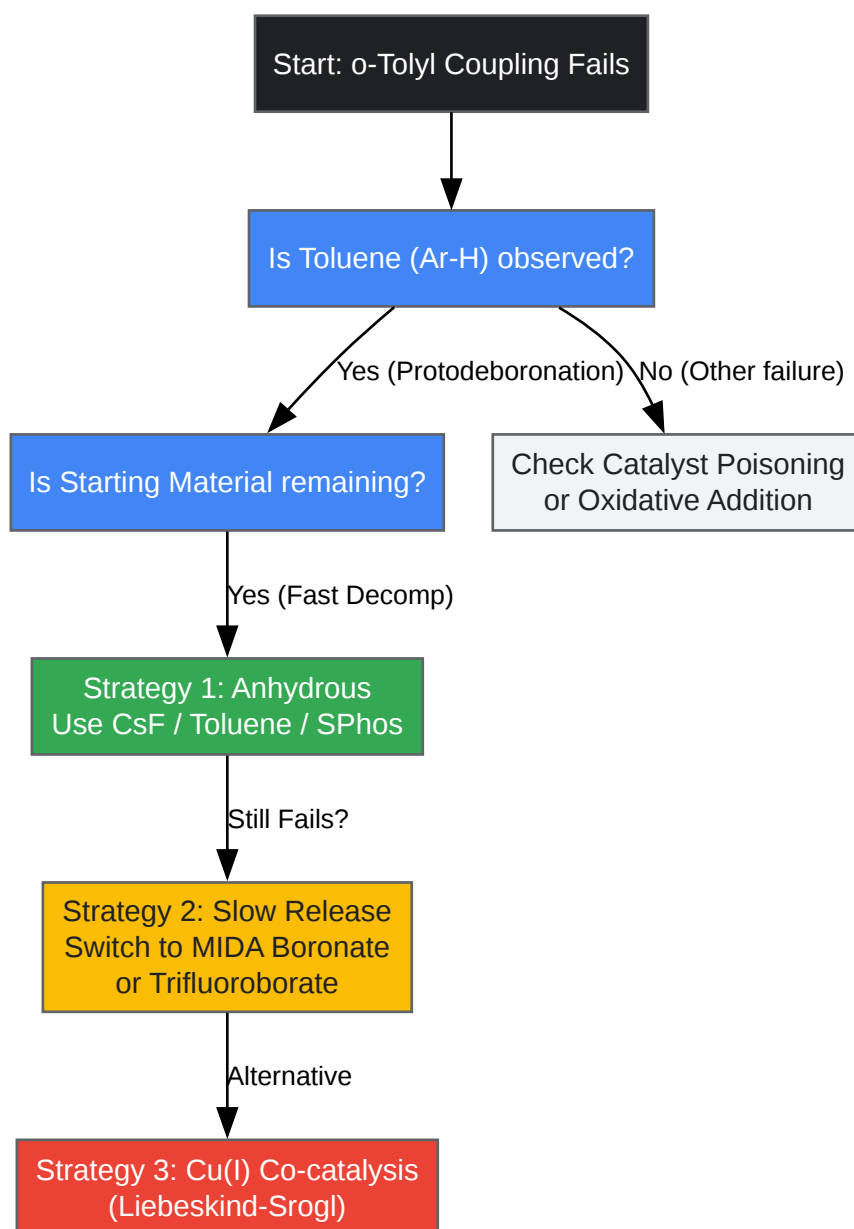 Start: o-Tolyl Coupling Fails
Is Toluene (Ar-H) observed?
Yes (Protodeboronation)
No (Other failure)
Is Starting Material remaining?
Check Catalyst Poisoning
or Oxidative Addition
Yes (Fast Decomp)
Strategy 1: Anhydrous
Use CsF / Toluene / SPhos
Still Fails?
Strategy 2: Slow Release
Switch to MIDA Boronate
or Trifluoroborate
Alternative
Strategy 3: Cu(I) Co-catalysis
(Liebeskind-Srogl)